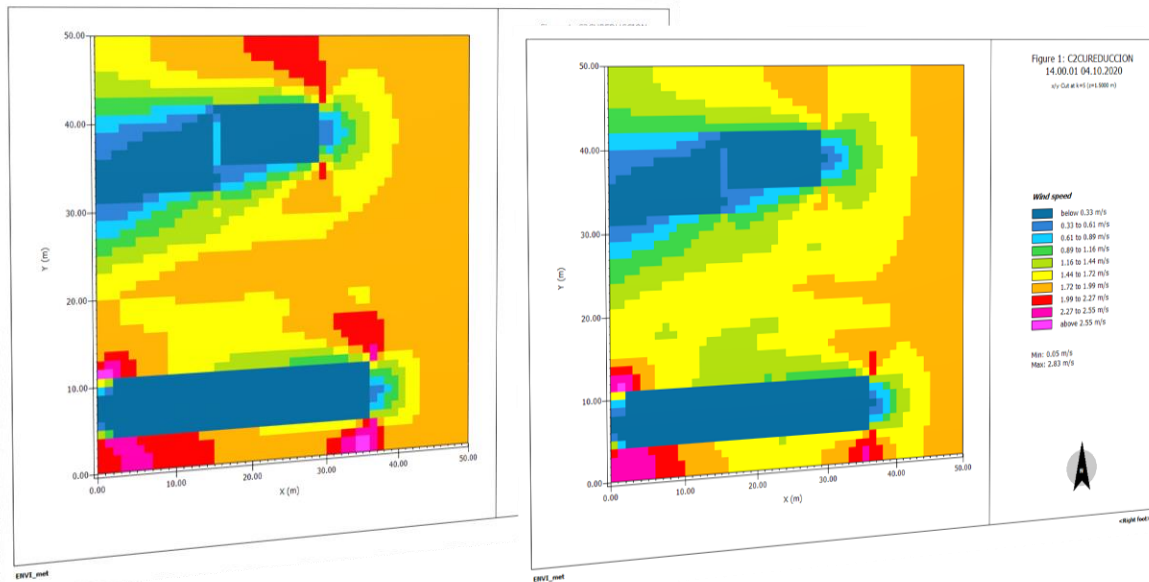 50.00
40.00
30.00
20.00
10.00
0.00
Y (m)
0.00
10.00
20.00
30.00
40.00
50.00
X (m)
ENVI_met
50.00
40.00
30.00
20.00
10.00
0.00
Y (m)
0.00
10.00
20.00
30.00
40.00
50.00
X (m)
ENVI_met
Figure 1: C2CUREDUCCION
14.00.01 04.10.2020
x/y Cut at k=5 (z=1.5000 m)
Wind speed
below 0.33 m/s
0.33 to 0.61 m/s
0.61 to 0.89 m/s
0.89 to 1.16 m/s
1.16 to 1.44 m/s
1.44 to 1.72 m/s
1.72 to 1.99 m/s
1.99 to 2.27 m/s
2.27 to 2.55 m/s
above 2.55 m/s
Min: 0.05 m/s
Max: 2.83 m/s
<Right foot